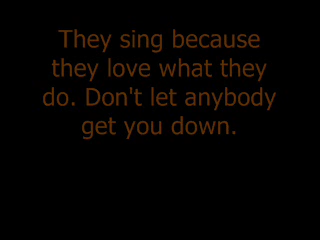 They sing because
they love what they
do. Don't let anybody
get you down.